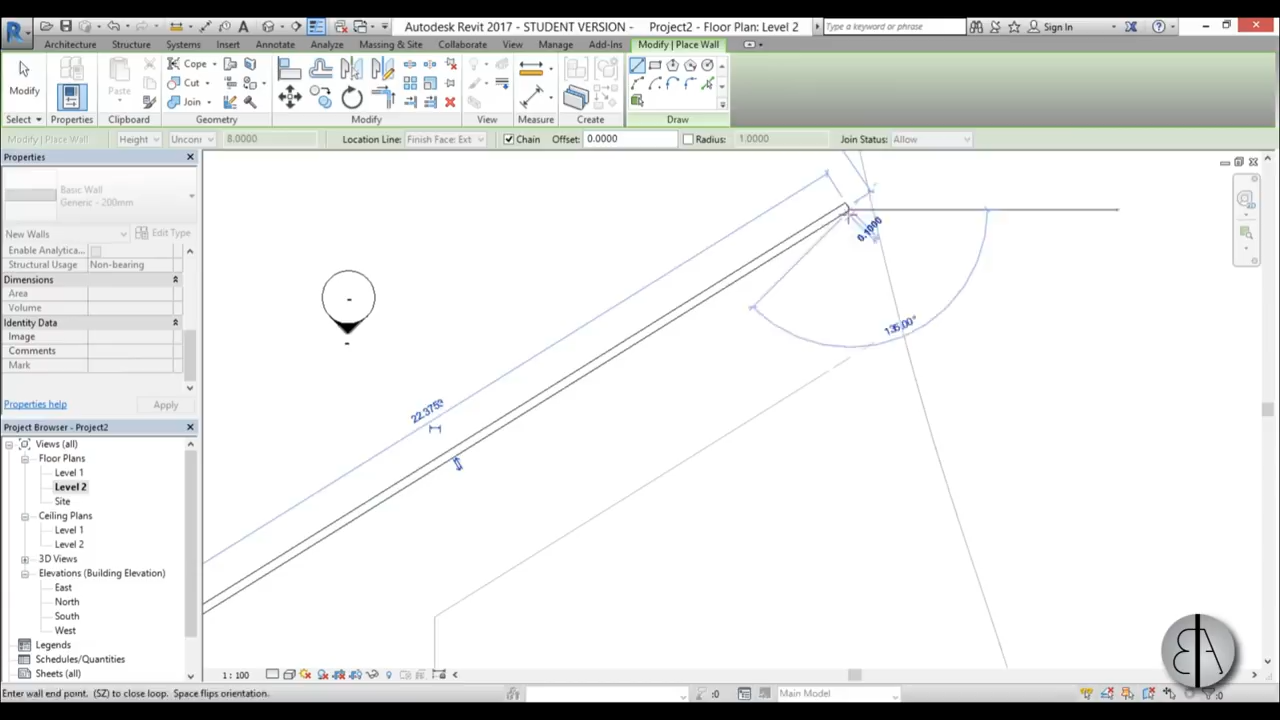 Autodesk Revit 2017 - STUDENT VERSION - Project2 - Floor Plan: Level 2
Type a keyword or phrase
Sign In
Architecture Structure Systems Insert Annotate Analyze Massing & Site Collaborate View Manage Add-Ins Modify | Place Wall
Modify
Paste
Cope
Cut
Join
Select Properties Clipboard Geometry Modify View Measure Create Draw
Modify | Place Wall Height Unconi 8.0000 Location Line: Finish Face: Ext Chain Offset: 0.0000 Radius: 1.0000 Join Status: Allow
Properties
Basic Wall
Generic - 200mm
New Walls Edit Type
Enable Analytica...
Structural Usage Non-bearing
Dimensions
Area
Volume
Identity Data
Image
Comments
Mark
Properties help Apply
Project Browser - Project2
Views (all)
Floor Plans
Level 1
Level 2
Site
Ceiling Plans
Level 1
Level 2
3D Views
Elevations (Building Elevation)
East
North
South
West
Legends
Schedules/Quantities
Sheets (all)
0.1000
135.00°
1 : 100
Enter wall end point. (SZ) to close loop. Space flips orientation.
:0 Main Model :0